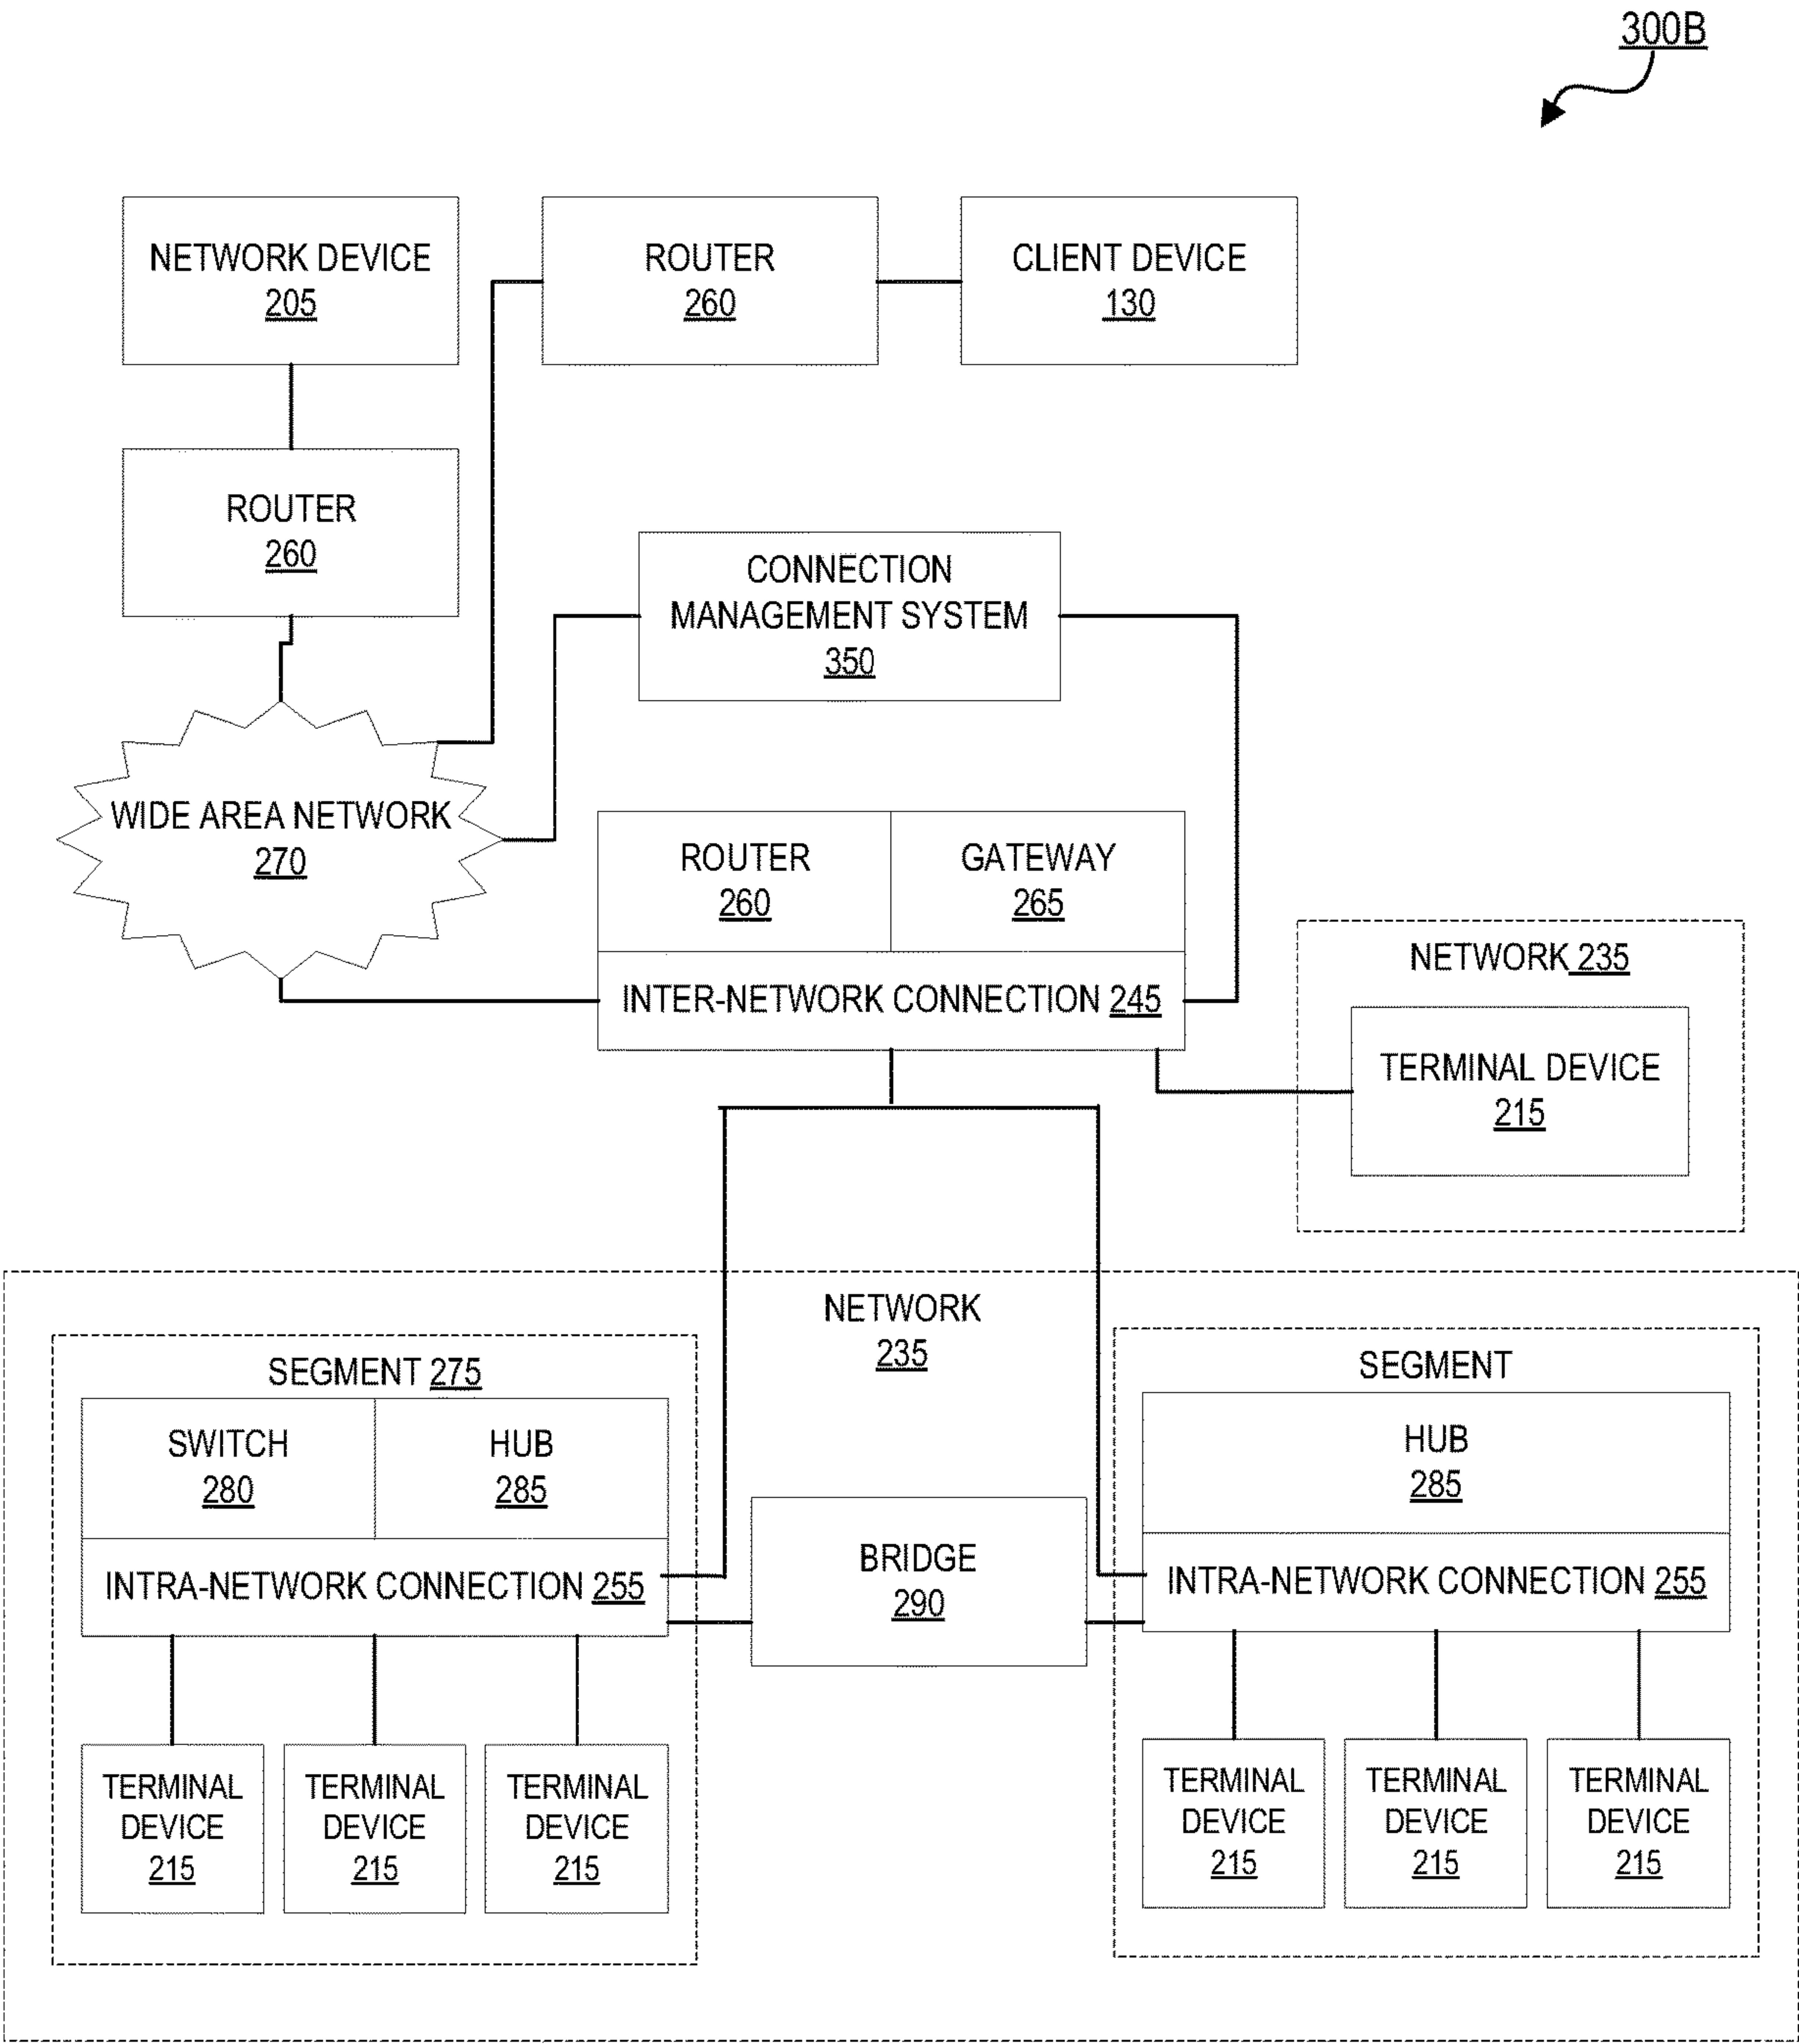 300B
NETWORK DEVICE
205
ROUTER
260
CLIENT DEVICE
130
ROUTER
260
CONNECTION
MANAGEMENT SYSTEM
350
WIDE AREA NETWORK
270
ROUTER
260
GATEWAY
265
INTER-NETWORK CONNECTION 245
NETWORK 235
TERMINAL DEVICE
215
NETWORK
235
SEGMENT 275
SWITCH
280
HUB
285
INTRA-NETWORK CONNECTION 255
TERMINAL
DEVICE
215
TERMINAL
DEVICE
215
TERMINAL
DEVICE
215
BRIDGE
290
SEGMENT
HUB
285
INTRA-NETWORK CONNECTION 255
TERMINAL
DEVICE
215
TERMINAL
DEVICE
215
TERMINAL
DEVICE
215